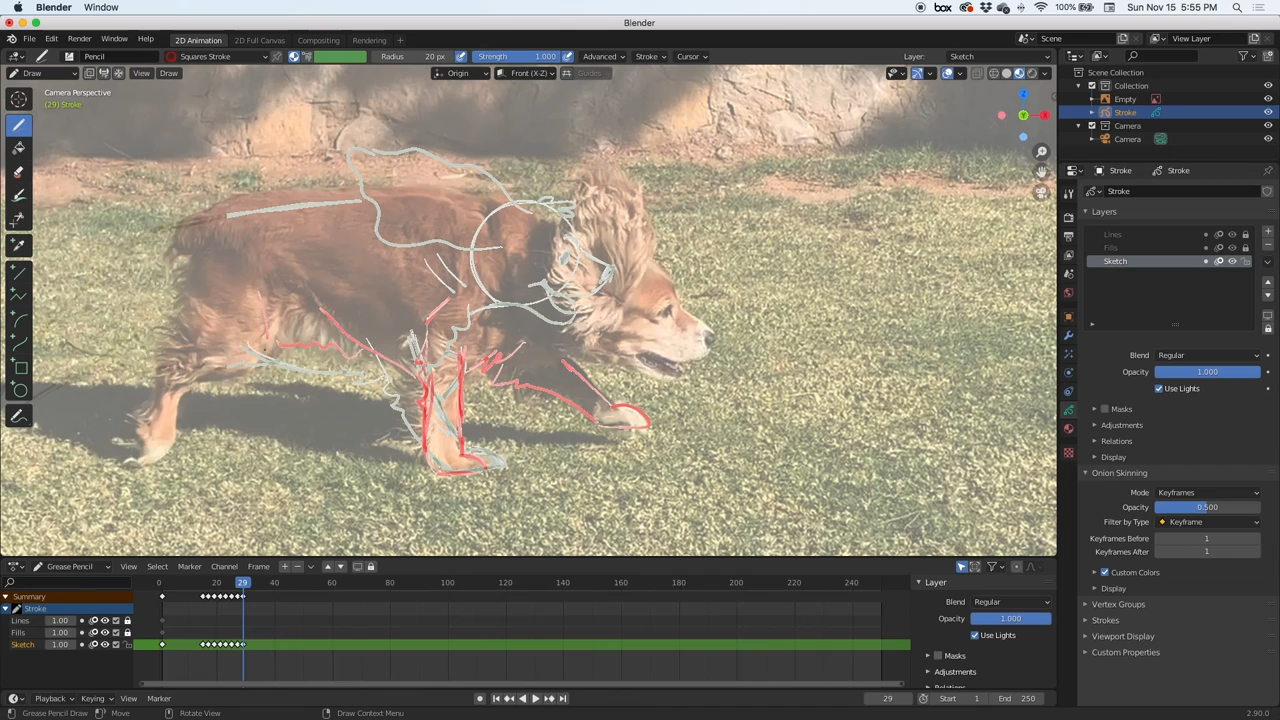 Blender Window box 100% Sun Nov 15 5:55 PM
Blender
File Edit Render Window Help 2D Animation 2D Full Canvas Compositing Rendering + Scene View Layer
Pencil Squares Stroke Radius 20 px Strength 1.000 Advanced Stroke Cursor Sketch
Draw View Draw Origin Front (X-Z) Guides
Camera Perspective
(29) Stroke
Z
Y
X
Scene Collection
Collection
Empty
Stroke
Camera
Camera
Stroke Stroke
Stroke
Layers
Lines
Fills
Sketch
Blend Regular
Opacity 1.000
Use Lights
Masks
Adjustments
Relations
Display
Onion Skinning
Mode Keyframes
Opacity 0.500
Filter by Type Keyframe
Keyframes Before 1
Keyframes After 1
Custom Colors
Display
Vertex Groups
Strokes
Viewport Display
Custom Properties
Grease Pencil View Select Marker Channel Frame
0 20 29 40 60 80 100 120 140 160 180 200 220 240
Summary
Stroke
Lines 1.00
Fills 1.00
Sketch 1.00
Layer
Blend Regular
Opacity 1.000
Use Lights
Masks
Adjustments
Playback Keying View Marker 29 Start 1 End 250
Grease Pencil Draw Move Rotate View Draw Context Menu 2.90.0